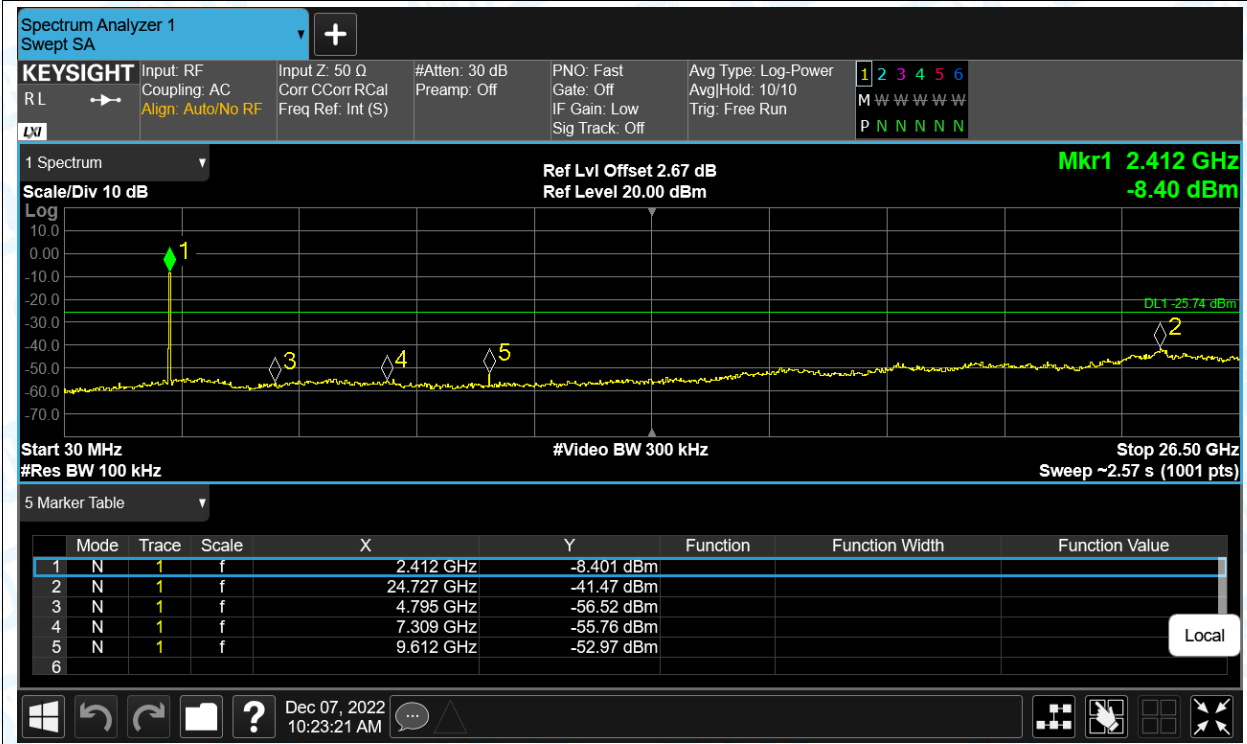 Spectrum Analyzer 1
Swept SA
+
KEYSIGHT
R L
LXI
Input: RF
Coupling: AC
Align: Auto/No RF
Input Z: 50 Ω
Corr CCorr RCal
Freq Ref: Int (S)
#Atten: 30 dB
Preamp: Off
PNO: Fast
Gate: Off
IF Gain: Low
Sig Track: Off
Avg Type: Log-Power
Avg|Hold: 10/10
Trig: Free Run
1 2 3 4 5 6
M W W W W W
P N N N N N
1 Spectrum
Scale/Div 10 dB
Ref Lvl Offset 2.67 dB
Ref Level 20.00 dBm
Mkr1 2.412 GHz
-8.40 dBm
Log
10.0
0.00
-10.0
-20.0
-30.0
-40.0
-50.0
-60.0
-70.0
1
DL1 -25.74 dBm
2
3
4
5
Start 30 MHz
#Video BW 300 kHz
Stop 26.50 GHz
#Res BW 100 kHz
Sweep ~2.57 s (1001 pts)
5 Marker Table
Mode Trace Scale X Y Function Function Width Function Value
1 N 1 f 2.412 GHz -8.401 dBm
2 N 1 f 24.727 GHz -41.47 dBm
3 N 1 f 4.795 GHz -56.52 dBm
4 N 1 f 7.309 GHz -55.76 dBm
5 N 1 f 9.612 GHz -52.97 dBm
6
Local
?
Dec 07, 2022
10:23:21 AM